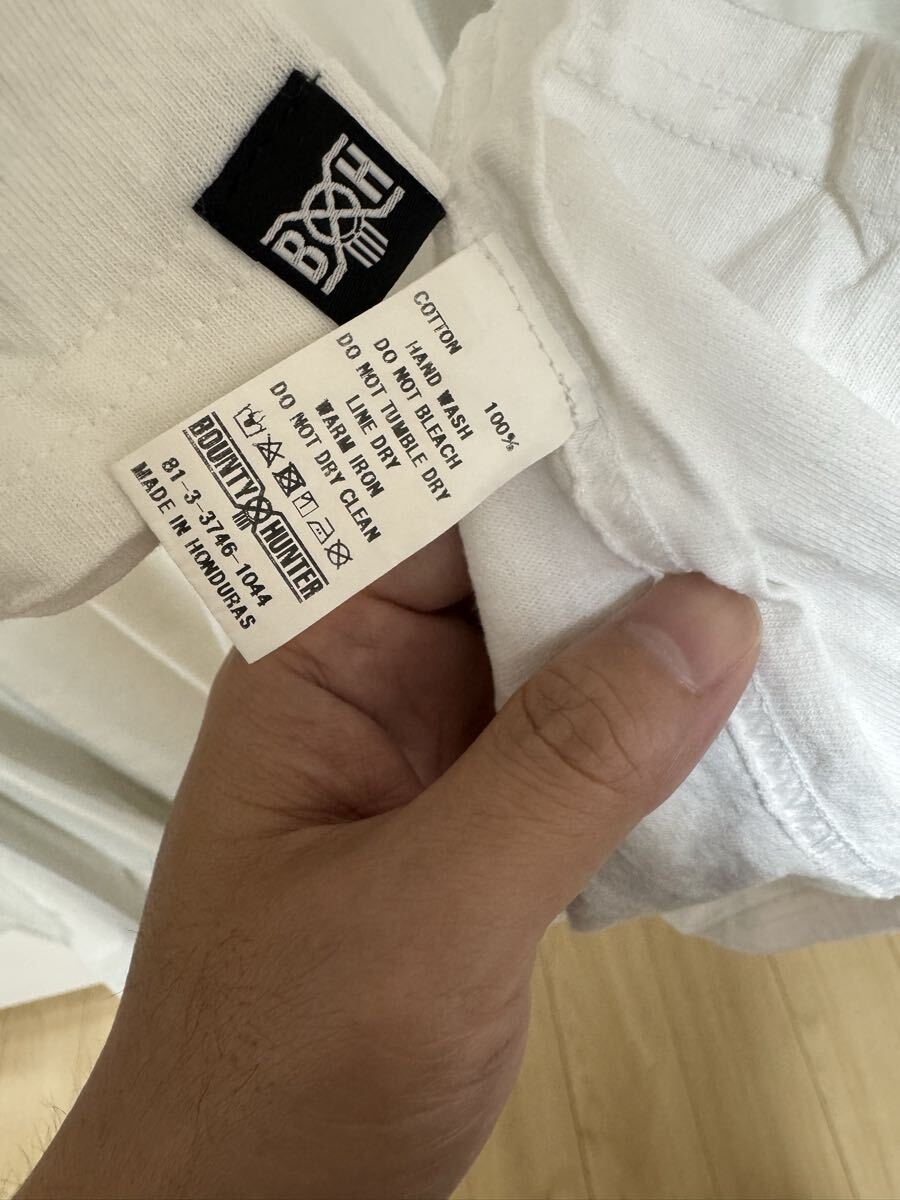 BH
COTTON 100%
HAND WASH
DO NOT BLEACH
DO NOT TUMBLE DRY
LINE DRY
WARM IRON
DO NOT DRY CLEAN
BOUNTY HUNTER
81-3-3746-1044
MADE IN HONDURAS